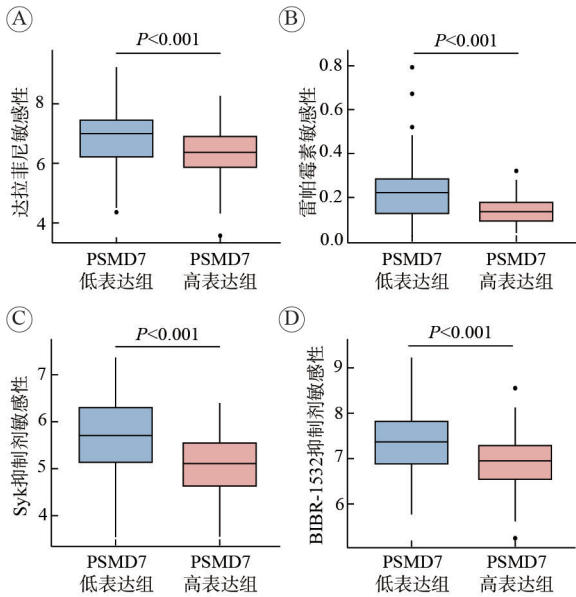 A
P<0.001
达拉菲尼敏感性
8
6
4
PSMD7
低表达组
PSMD7
高表达组
B
P<0.001
雷帕霉素敏感性
0.8
0.6
0.4
0.2
0.0
PSMD7
低表达组
PSMD7
高表达组
C
P<0.001
Syk抑制剂敏感性
7
6
5
4
PSMD7
低表达组
PSMD7
高表达组
D
P<0.001
BIBR-1532抑制剂敏感性
9
8
7
6
PSMD7
低表达组
PSMD7
高表达组